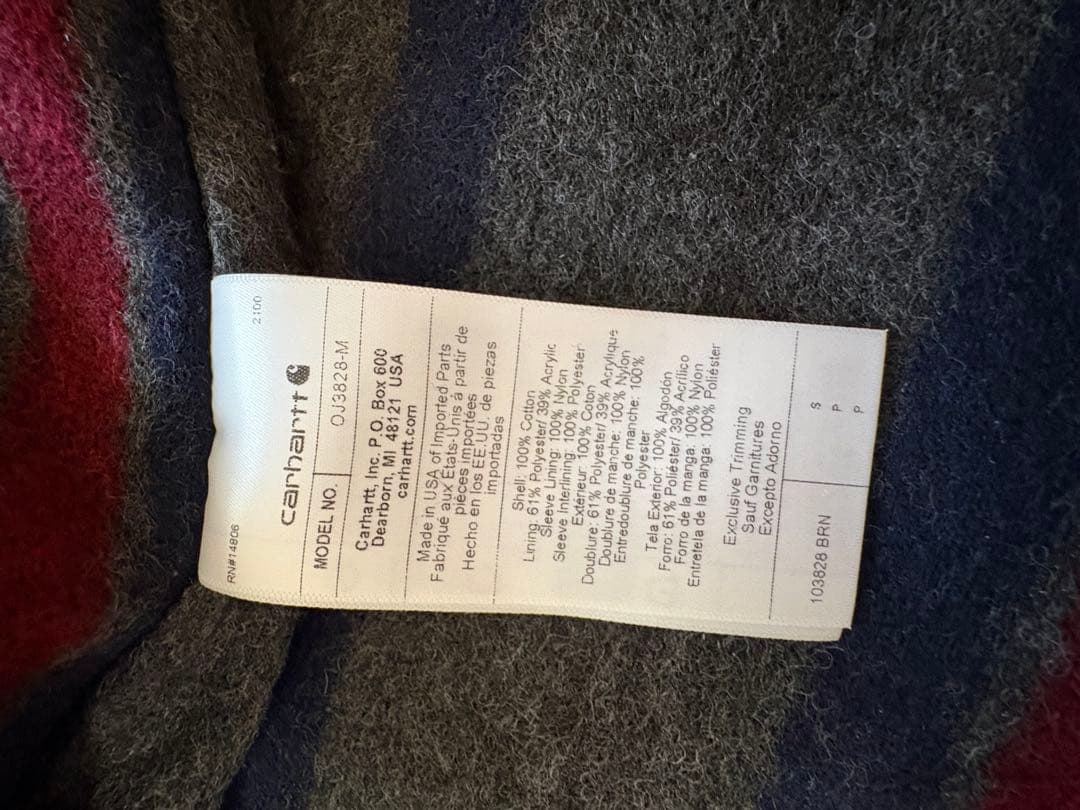 RN#14806 2100
carhartt
MODEL NO. OJ3828-M
Carhartt, Inc. P.O. Box 600
Dearborn, MI 48121 USA
carhartt.com
Made in USA of Imported Parts
Fabriqué aux États-Unis á partir de
pièces importées
Hecho en los EE.UU. de piezas
importadas
Shell: 100% Cotton
Lining: 61% Polyester/ 39% Acrylic
Sleeve Lining: 100% Nylon
Sleeve Interlining: 100% Polyester
Extérieur: 100% Coton
Doublure: 61% Polyester/ 39% Acrylique
Doublure de manche: 100% Nylon
Entredoublure de manche: 100%
Polyester
Tela Exterior: 100% Algodón
Forro: 61% Poliéster/ 39% Acrílico
Forro de la manga: 100% Nylon
Entretela de la manga: 100% Poliéster
Exclusive Trimming
Sauf Garnitures
Excepto Adorno
103828 BRN
S
P
P